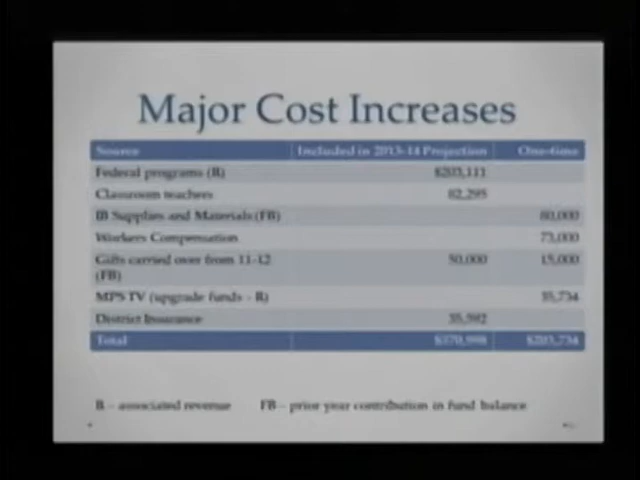 Major Cost Increases
Source Included in 2013-14 Projection One-time
Federal programs (R) $203,111
Classroom teachers 82,295
IB Supplies and Materials (FB) 80,000
Workers Compensation 73,000
Gifts carried over from 11-12 50,000 15,000
(FB)
MPS TV (upgrade funds - R) 35,734
District Insurance 35,592
Total $370,998 $203,734
R – associated revenue FB – prior year contribution in fund balance